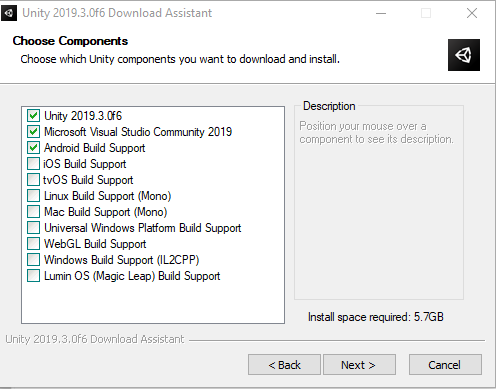 Unity 2019.3.0f6 Download Assistant
Choose Components
Choose which Unity components you want to download and install.
Unity 2019.3.0f6
Microsoft Visual Studio Community 2019
Android Build Support
iOS Build Support
tvOS Build Support
Linux Build Support (Mono)
Mac Build Support (Mono)
Universal Windows Platform Build Support
WebGL Build Support
Windows Build Support (IL2CPP)
Lumin OS (Magic Leap) Build Support
Description
Position your mouse over a
component to see its description.
Install space required: 5.7GB
Unity 2019.3.0f6 Download Assistant
< Back
Next >
Cancel